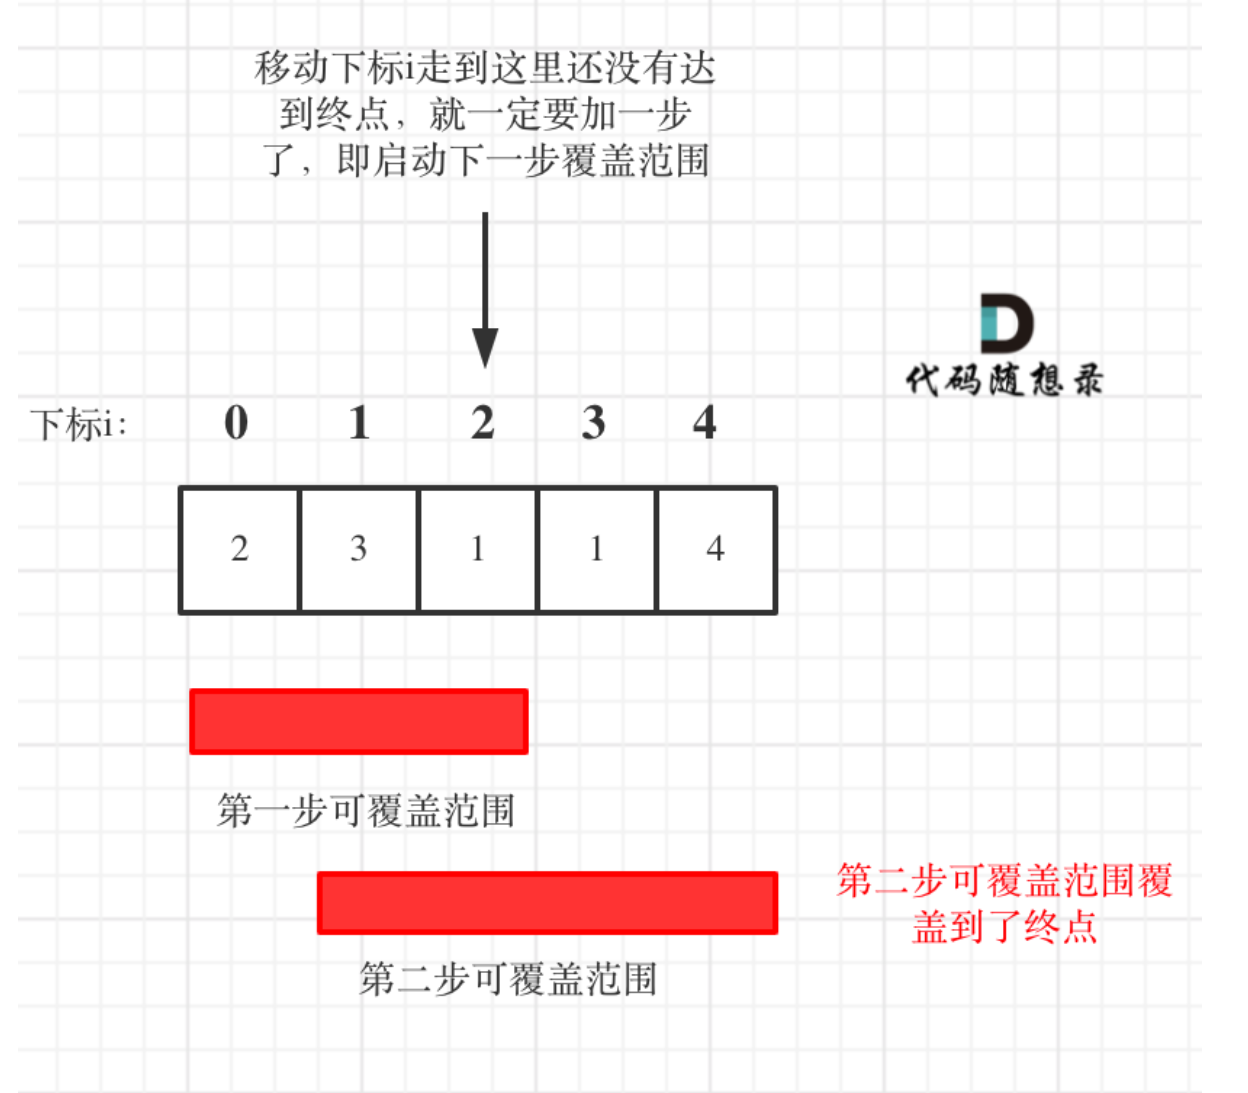 移动下标i走到这里还没有达
到终点，就一定要加一步
了，即启动下一步覆盖范围
代码随想录
下标i: 0 1 2 3 4
2 3 1 1 4
第一步可覆盖范围
第二步可覆盖范围覆
盖到了终点
第二步可覆盖范围